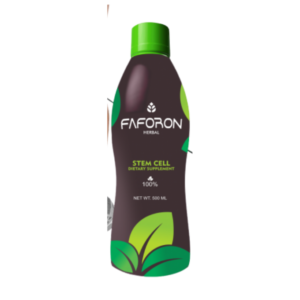 FAFORON
HERBAL
STEM CELL
DIETARY SUPPLEMENT
100%
NET WT. 500 ML